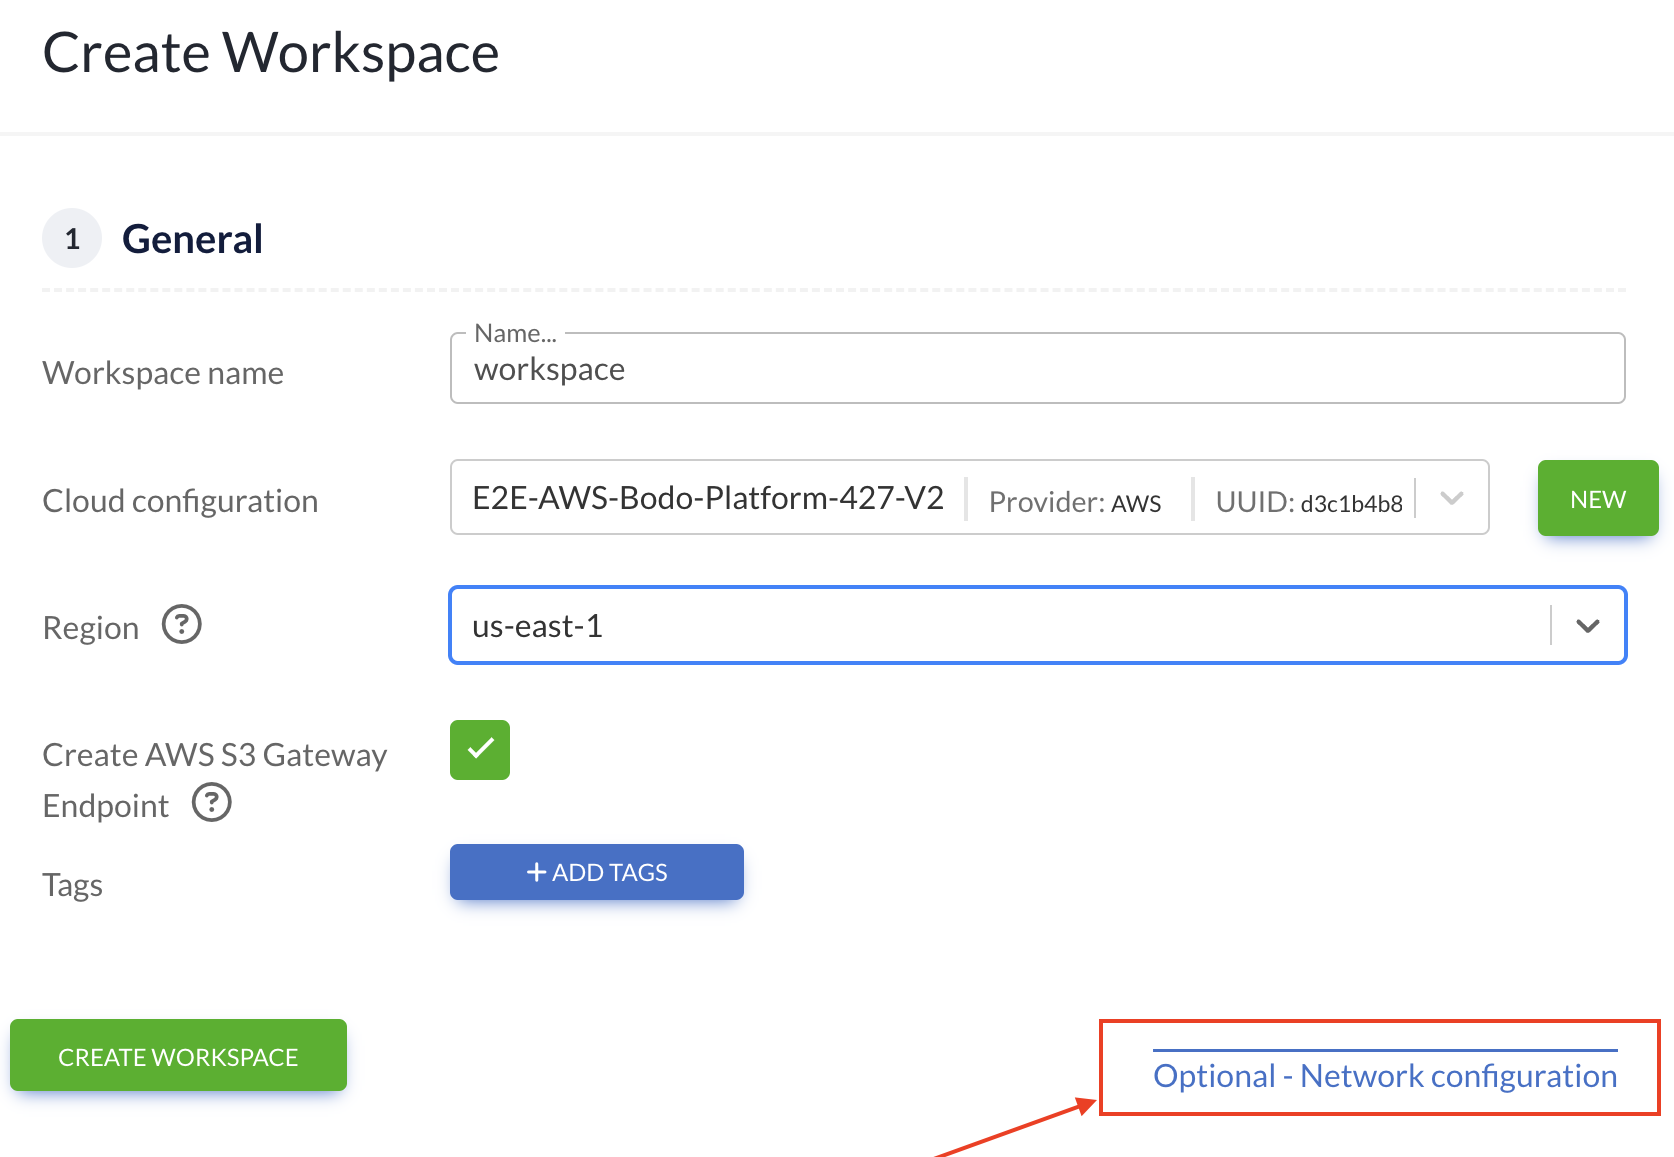 Create Workspace
1 General
Name...
Workspace name workspace
Cloud configuration E2E-AWS-Bodo-Platform-427-V2 Provider: AWS UUID: d3c1b4b8 NEW
Region ? us-east-1
Create AWS S3 Gateway
Endpoint ?
Tags + ADD TAGS
CREATE WORKSPACE Optional - Network configuration